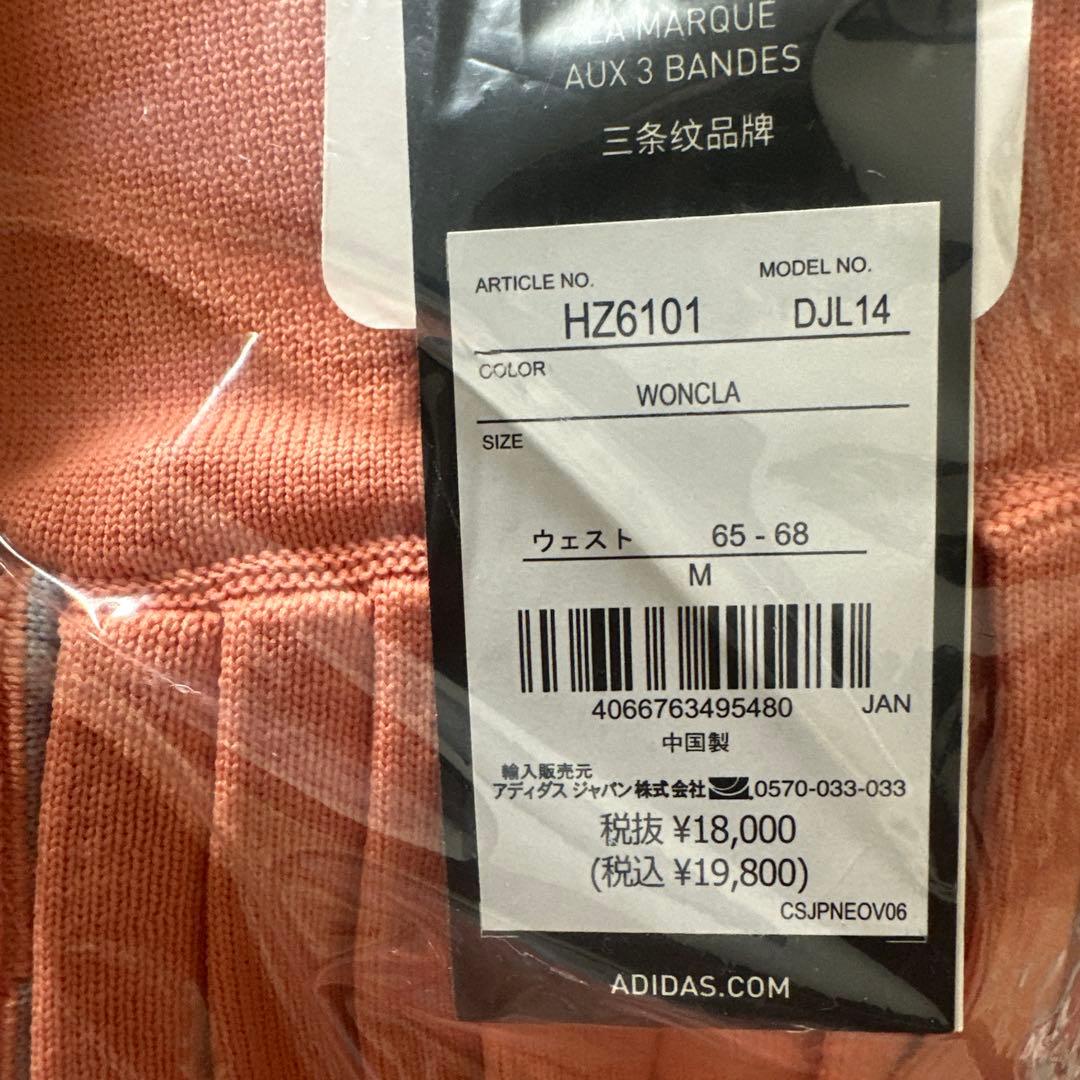 LA MARQUE
AUX 3 BANDES
三条纹品牌
ARTICLE NO.
MODEL NO.
HZ6101
DJL14
COLOR
WONCLA
SIZE
ウェスト 65 - 68
M
4066763495480
JAN
中国製
輸入販売元
アディダス ジャパン株式会社 0570-033-033
税抜 ¥18,000
(税込 ¥19,800)
CSJPNEOV06
ADIDAS.COM